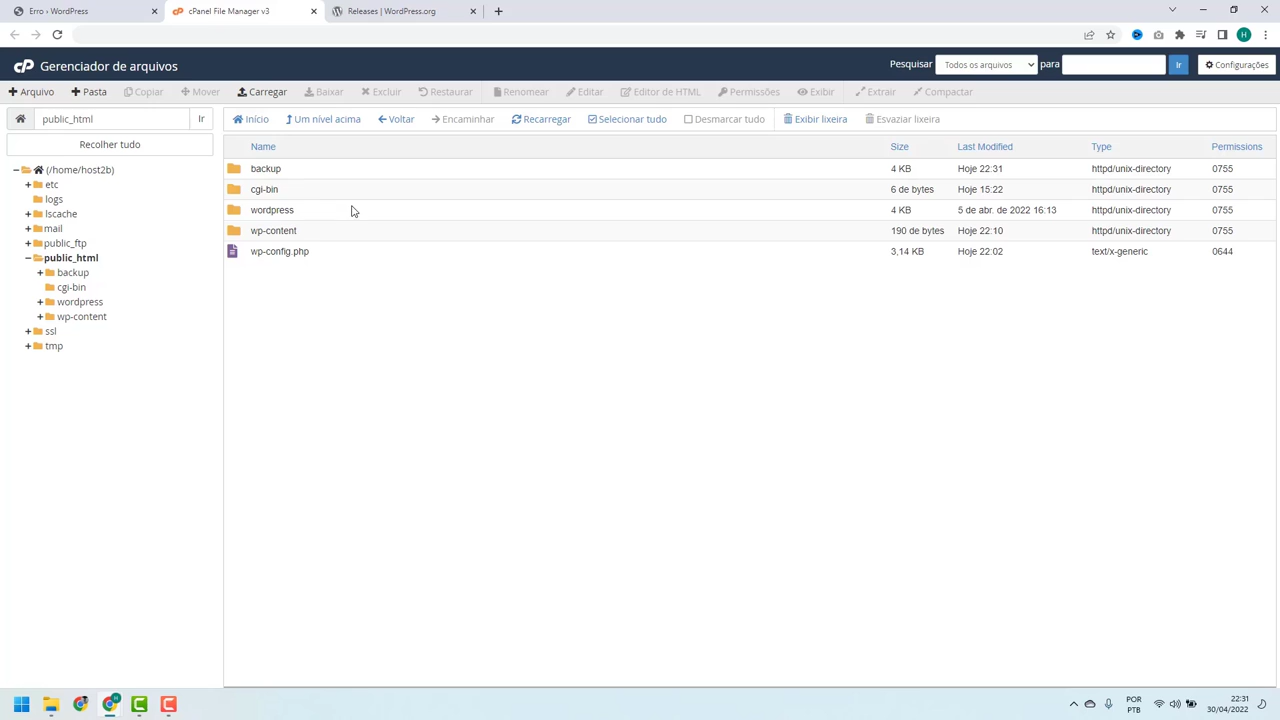 Erro › WordPress
cPanel File Manager v3
Releases | WordPress.org
H
cP Gerenciador de arquivos
Pesquisar Todos os arquivos para Ir Configurações
Arquivo Pasta Copiar Mover Carregar Baixar Excluir Restaurar Renomear Editar Editor de HTML Permissões Exibir Extrair Compactar
public_html Ir
Início Um nível acima Voltar Encaminhar Recarregar Selecionar tudo Desmarcar tudo Exibir lixeira Esvaziar lixeira
Recolher tudo
(/home/host2b)
etc
logs
lscache
mail
public_ftp
public_html
backup
cgi-bin
wordpress
wp-content
ssl
tmp
Name Size Last Modified Type Permissions
backup 4 KB Hoje 22:31 httpd/unix-directory 0755
cgi-bin 6 de bytes Hoje 15:22 httpd/unix-directory 0755
wordpress 4 KB 5 de abr. de 2022 16:13 httpd/unix-directory 0755
wp-content 190 de bytes Hoje 22:10 httpd/unix-directory 0755
wp-config.php 3,14 KB Hoje 22:02 text/x-generic 0644
H
POR
PTB
22:31
30/04/2022